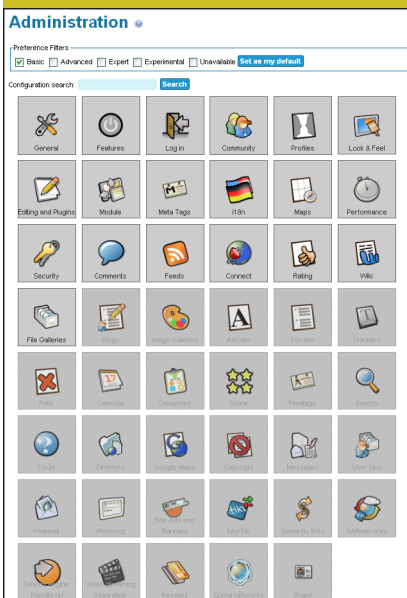 Administration
Preference Filters
Basic Advanced Expert Experimental Unavailable Set as my default
Configuration search: Search
General Features Log in Community Profiles Look & Feel
Editing and Plugins Module Meta Tags i18n Maps Performance
Security Comments Feeds Connect Rating Wiki
File Galleries Blogs Image Galleries Articles Forums Trackers
Polls Calendar Categories Score Freetags Search
FAQs Directory Google Maps Copyright Messages User files
Webmail Wysiwyg Site Ads and Banners InterTiki Semantic links Webservices
Search engine friendly url Video streaming integration Payment Social networks Share